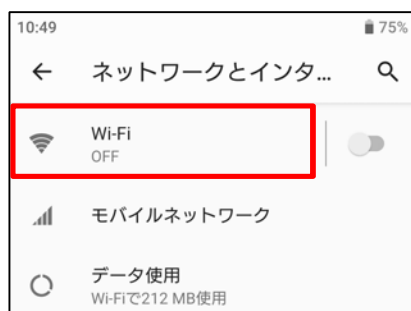 10:49 75%
ネットワークとインタ...
Wi-Fi
OFF
モバイルネットワーク
データ使用
Wi-Fiで212 MB使用